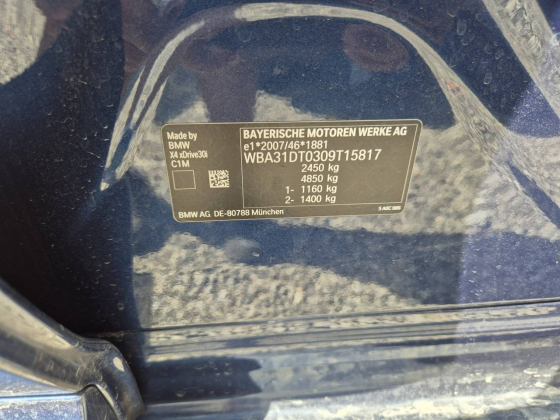 Made by
BMW
X4 xDrive30i
C1M
BAYERISCHE MOTOREN WERKE AG
e1*2007/46*1881
WBA31DT0309T15817
2450 kg
4850 kg
1- 1160 kg
2- 1400 kg
BMW AG DE-80788 München